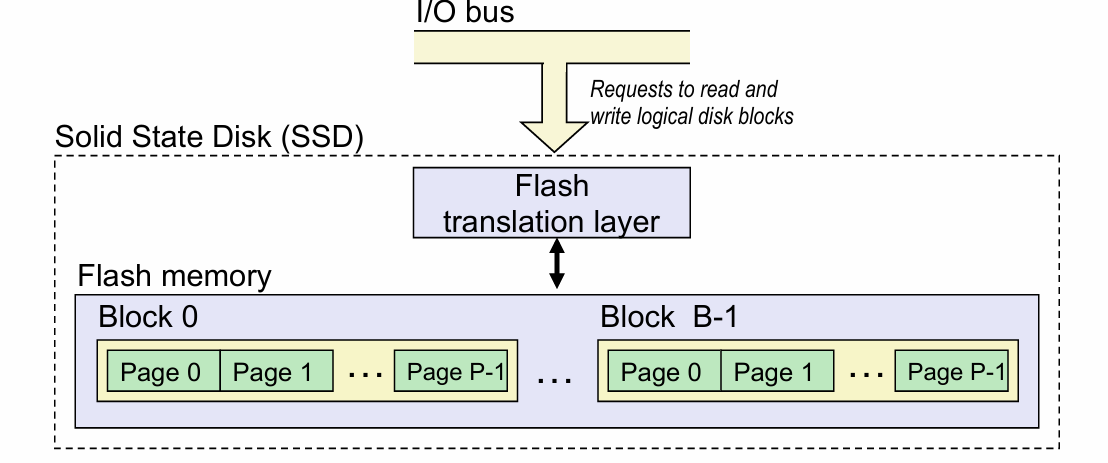 I/O bus
Requests to read and
write logical disk blocks
Solid State Disk (SSD)
Flash
translation layer
Flash memory
Block 0
Block B-1
Page 0 Page 1 ... Page P-1 ... Page 0 Page 1 ... Page P-1